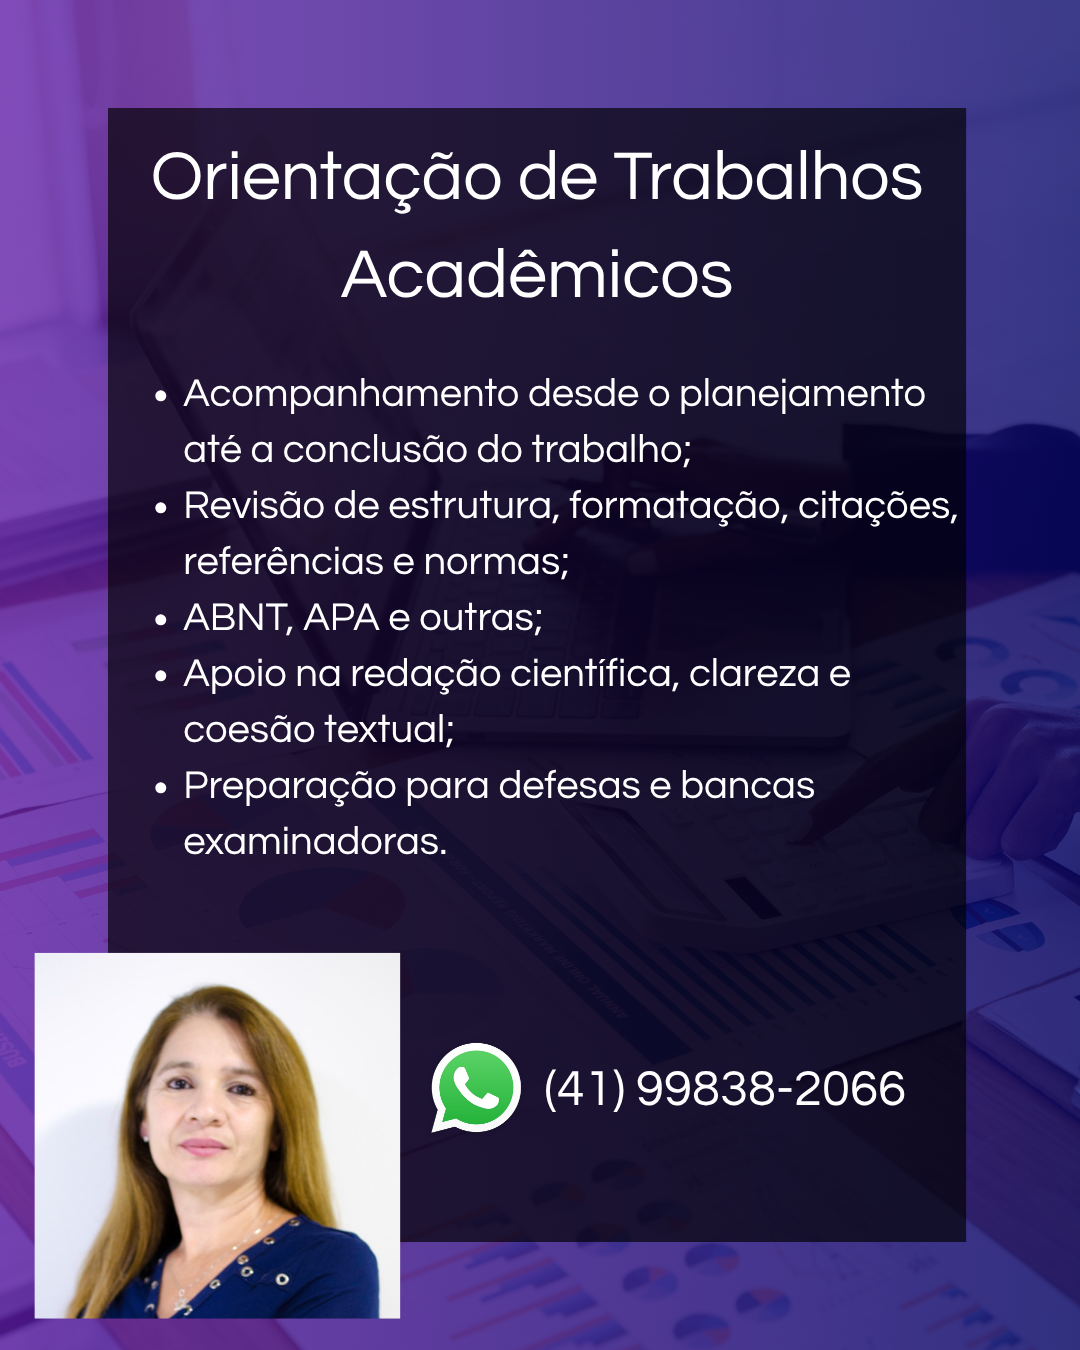 Orientação de Trabalhos
Acadêmicos
• Acompanhamento desde o planejamento
até a conclusão do trabalho;
• Revisão de estrutura, formatação, citações,
referências e normas;
• ABNT, APA e outras;
• Apoio na redação científica, clareza e
coesão textual;
• Preparação para defesas e bancas
examinadoras.
(41) 99838-2066